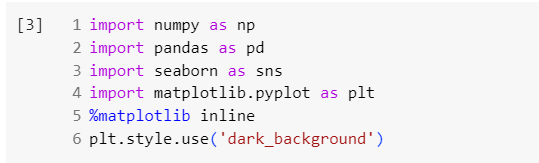 [3] 1 import numpy as np
2 import pandas as pd
3 import seaborn as sns
4 import matplotlib.pyplot as plt
5 %matplotlib inline
6 plt.style.use('dark_background')